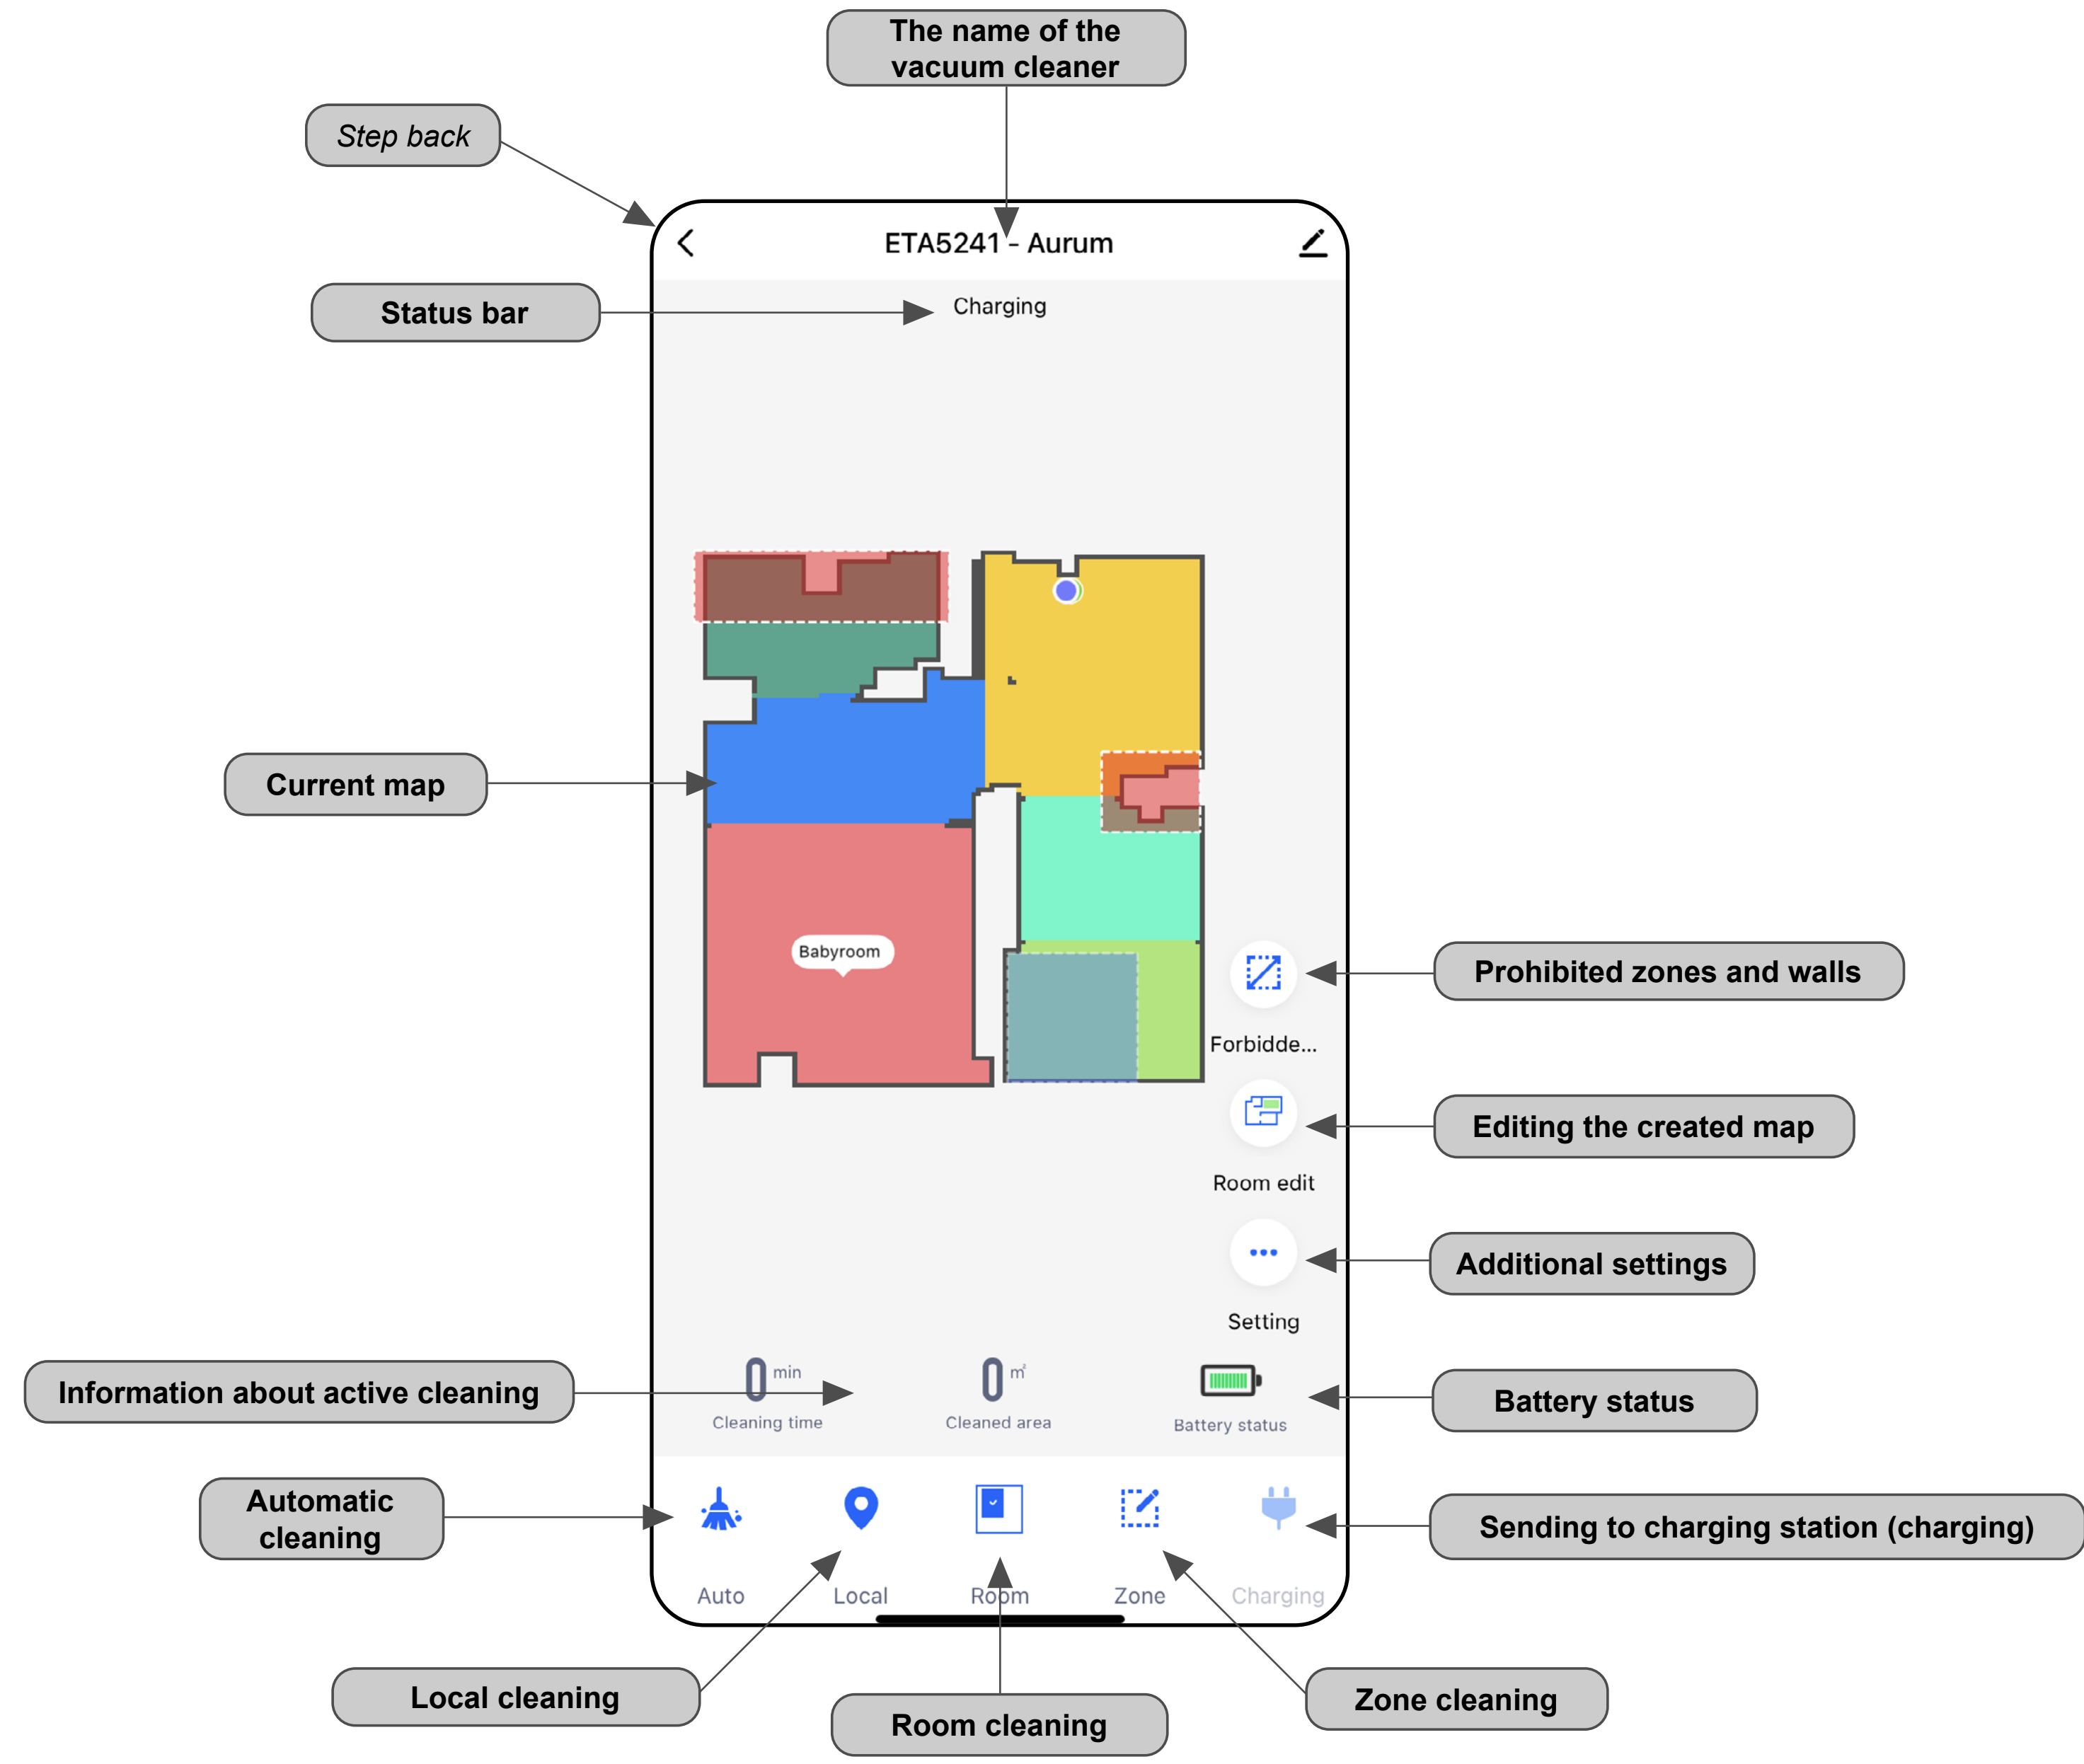 The name of the
vacuum cleaner
Step back
ETA5241 - Aurum
Status bar
Charging
Current map
Babyroom
Prohibited zones and walls
Forbidde...
Editing the created map
Room edit
Additional settings
Setting
Information about active cleaning
0 min
Cleaning time
0 m²
Cleaned area
Battery status
Battery status
Automatic
cleaning
Sending to charging station (charging)
Auto
Local
Room
Zone
Charging
Local cleaning
Room cleaning
Zone cleaning